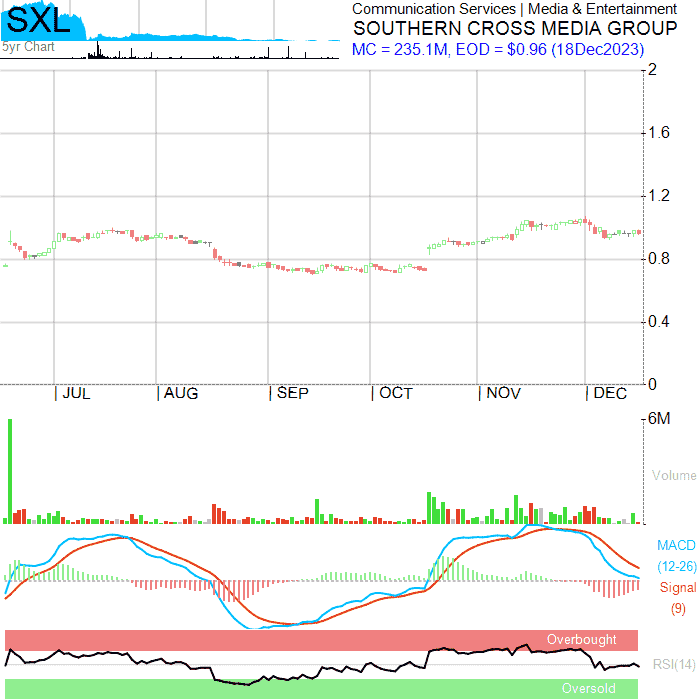 SXL
5yr Chart
Communication Services | Media & Entertainment
SOUTHERN CROSS MEDIA GROUP
MC = 235.1M, EOD = $0.96 (18Dec2023)
2
1.6
1.2
0.8
0.4
0
| JUL | AUG | SEP | OCT | NOV | DEC
6M
Volume
MACD
(12-26)
Signal
(9)
Overbought
RSI(14)
Oversold